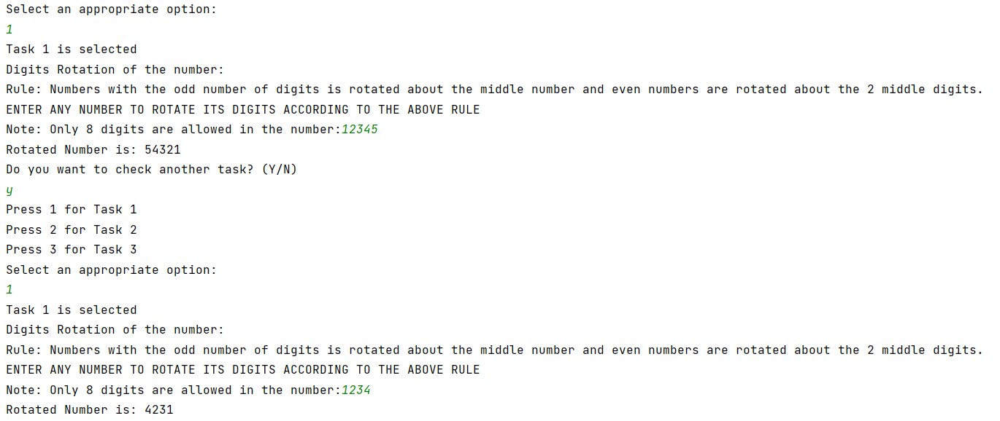 Select an appropriate option:
1
Task 1 is selected
Digits Rotation of the number:
Rule: Numbers with the odd number of digits is rotated about the middle number and even numbers are rotated about the 2 middle digits.
ENTER ANY NUMBER TO ROTATE ITS DIGITS ACCORDING TO THE ABOVE RULE
Note: Only 8 digits are allowed in the number:12345
Rotated Number is: 54321
Do you want to check another task? (Y/N)
y
Press 1 for Task 1
Press 2 for Task 2
Press 3 for Task 3
Select an appropriate option:
1
Task 1 is selected
Digits Rotation of the number:
Rule: Numbers with the odd number of digits is rotated about the middle number and even numbers are rotated about the 2 middle digits.
ENTER ANY NUMBER TO ROTATE ITS DIGITS ACCORDING TO THE ABOVE RULE
Note: Only 8 digits are allowed in the number:1234
Rotated Number is: 4231